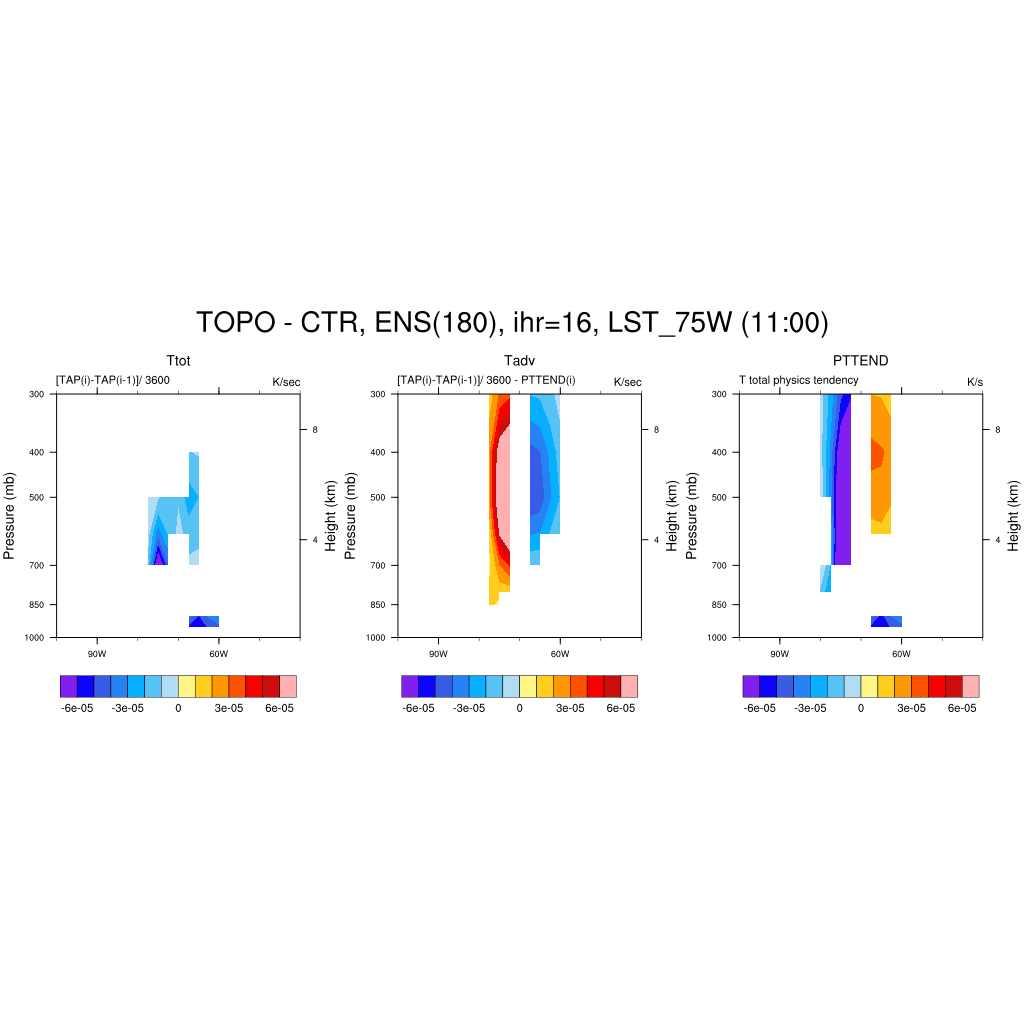 TOPO - CTR, ENS(180), ihr=16, LST_75W (11:00)
Ttot
[TAP(i)-TAP(i-1)]/ 3600 K/sec
300
400
500
700
850
1000
Pressure (mb)
8
4
Height (km)
90W 60W
-6e-05 -3e-05 0 3e-05 6e-05
Tadv
[TAP(i)-TAP(i-1)]/ 3600 - PTTEND(i) K/sec
300
400
500
700
850
1000
Pressure (mb)
8
4
Height (km)
90W 60W
-6e-05 -3e-05 0 3e-05 6e-05
PTTEND
T total physics tendency K/s
300
400
500
700
850
1000
Pressure (mb)
8
4
Height (km)
90W 60W
-6e-05 -3e-05 0 3e-05 6e-05